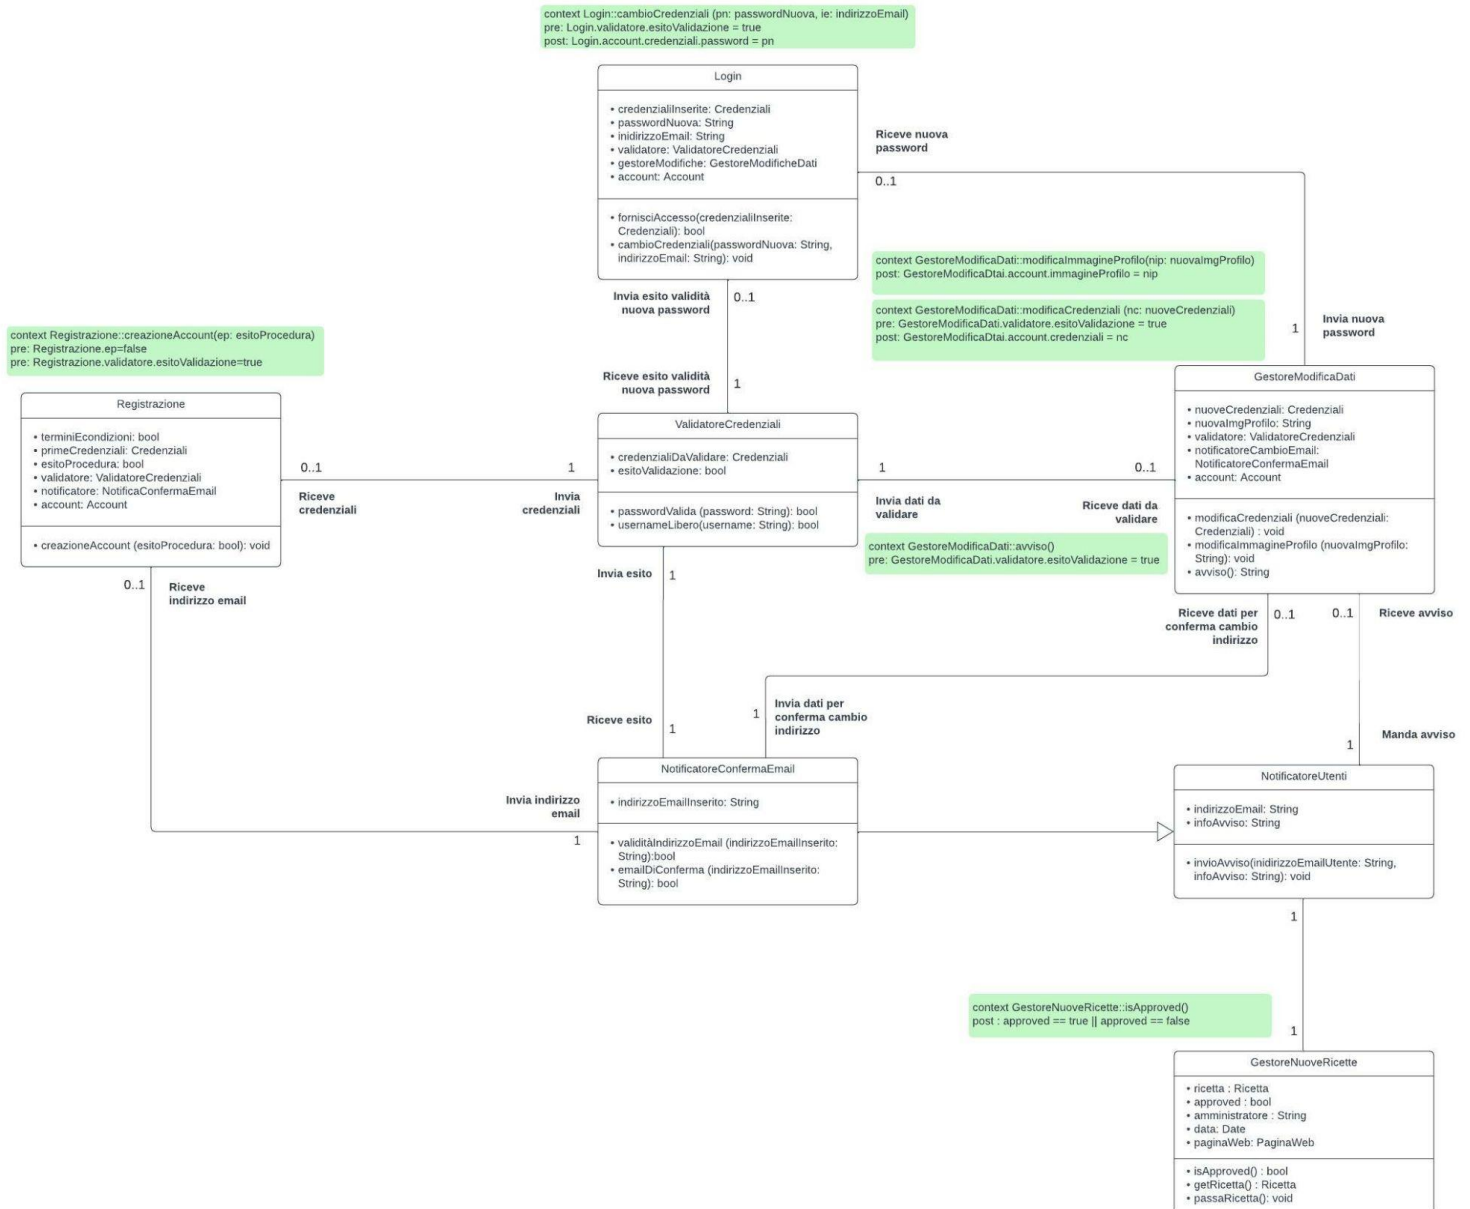 context Login::cambioCredenziali (pn: passwordNuova, ie: indirizzoEmail)
pre: Login.validatore.esitoValidazione = true
post: Login.account.credenziali.password = pn
Login
• credenzialiInserite: Credenziali
• passwordNuova: String
• inidirizzoEmail: String
• validatore: ValidatoreCredenziali
• gestoreModifiche: GestoreModificheDati
• account: Account
• fornisciAccesso(credenzialiInserite:
Credenziali): bool
• cambioCredenziali(passwordNuova: String,
indirizzoEmail: String): void
Riceve nuova
password
0..1
context GestoreModificaDati::modificaImmagineProfilo(nip: nuovaImgProfilo)
post: GestoreModificaDtai.account.immagineProfilo = nip
context GestoreModificaDati::modificaCredenziali (nc: nuoveCredenziali)
pre: GestoreModificaDati.validatore.esitoValidazione = true
post: GestoreModificaDtai.account.credenziali = nc
Invia esito validità
nuova password
0..1
1
Invia nuova
password
context Registrazione::creazioneAccount(ep: esitoProcedura)
pre: Registrazione.ep=false
pre: Registrazione.validatore.esitoValidazione=true
Riceve esito validità
nuova password
1
Registrazione
• terminiEcondizioni: bool
• primeCredenziali: Credenziali
• esitoProcedura: bool
• validatore: ValidatoreCredenziali
• notificatore: NotificaConfermaEmail
• account: Account
• creazioneAccount (esitoProcedura: bool): void
0..1
Riceve
credenziali
1
Invia
credenziali
ValidatoreCredenziali
• credenzialiDaValidare: Credenziali
• esitoValidazione: bool
• passwordValida (password: String): bool
• usernameLibero(username: String): bool
1
Invia dati da
validare
0..1
Riceve dati da
validare
GestoreModificaDati
• nuoveCredenziali: Credenziali
• nuovaImgProfilo: String
• validatore: ValidatoreCredenziali
• notificatoreCambioEmail:
NotificatoreConfermaEmail
• account: Account
• modificaCredenziali (nuoveCredenziali:
Credenziali) : void
• modificaImmagineProfilo (nuovaImgProfilo:
String): void
• avviso(): String
context GestoreModificaDati::avviso()
pre: GestoreModificaDati.validatore.esitoValidazione = true
0..1
Riceve
indirizzo email
Invia esito
1
Riceve dati per
conferma cambio
indirizzo
0..1
0..1
Riceve avviso
Riceve esito
1
1
Invia dati per
conferma cambio
indirizzo
1
Manda avviso
Invia indirizzo
email
1
NotificatoreConfermaEmail
• indirizzoEmailInserito: String
• validitàIndirizzoEmail (indirizzoEmailInserito:
String):bool
• emailDiConferma (indirizzoEmailInserito:
String): bool
NotificatoreUtenti
• indirizzoEmail: String
• infoAvviso: String
• invioAvviso(inidirizzoEmailUtente: String,
infoAvviso: String): void
1
context GestoreNuoveRicette::isApproved()
post : approved == true || approved == false
1
GestoreNuoveRicette
• ricetta : Ricetta
• approved : bool
• amministratore : String
• data: Date
• paginaWeb: PaginaWeb
• isApproved() : bool
• getRicetta() : Ricetta
• passaRicetta(): void